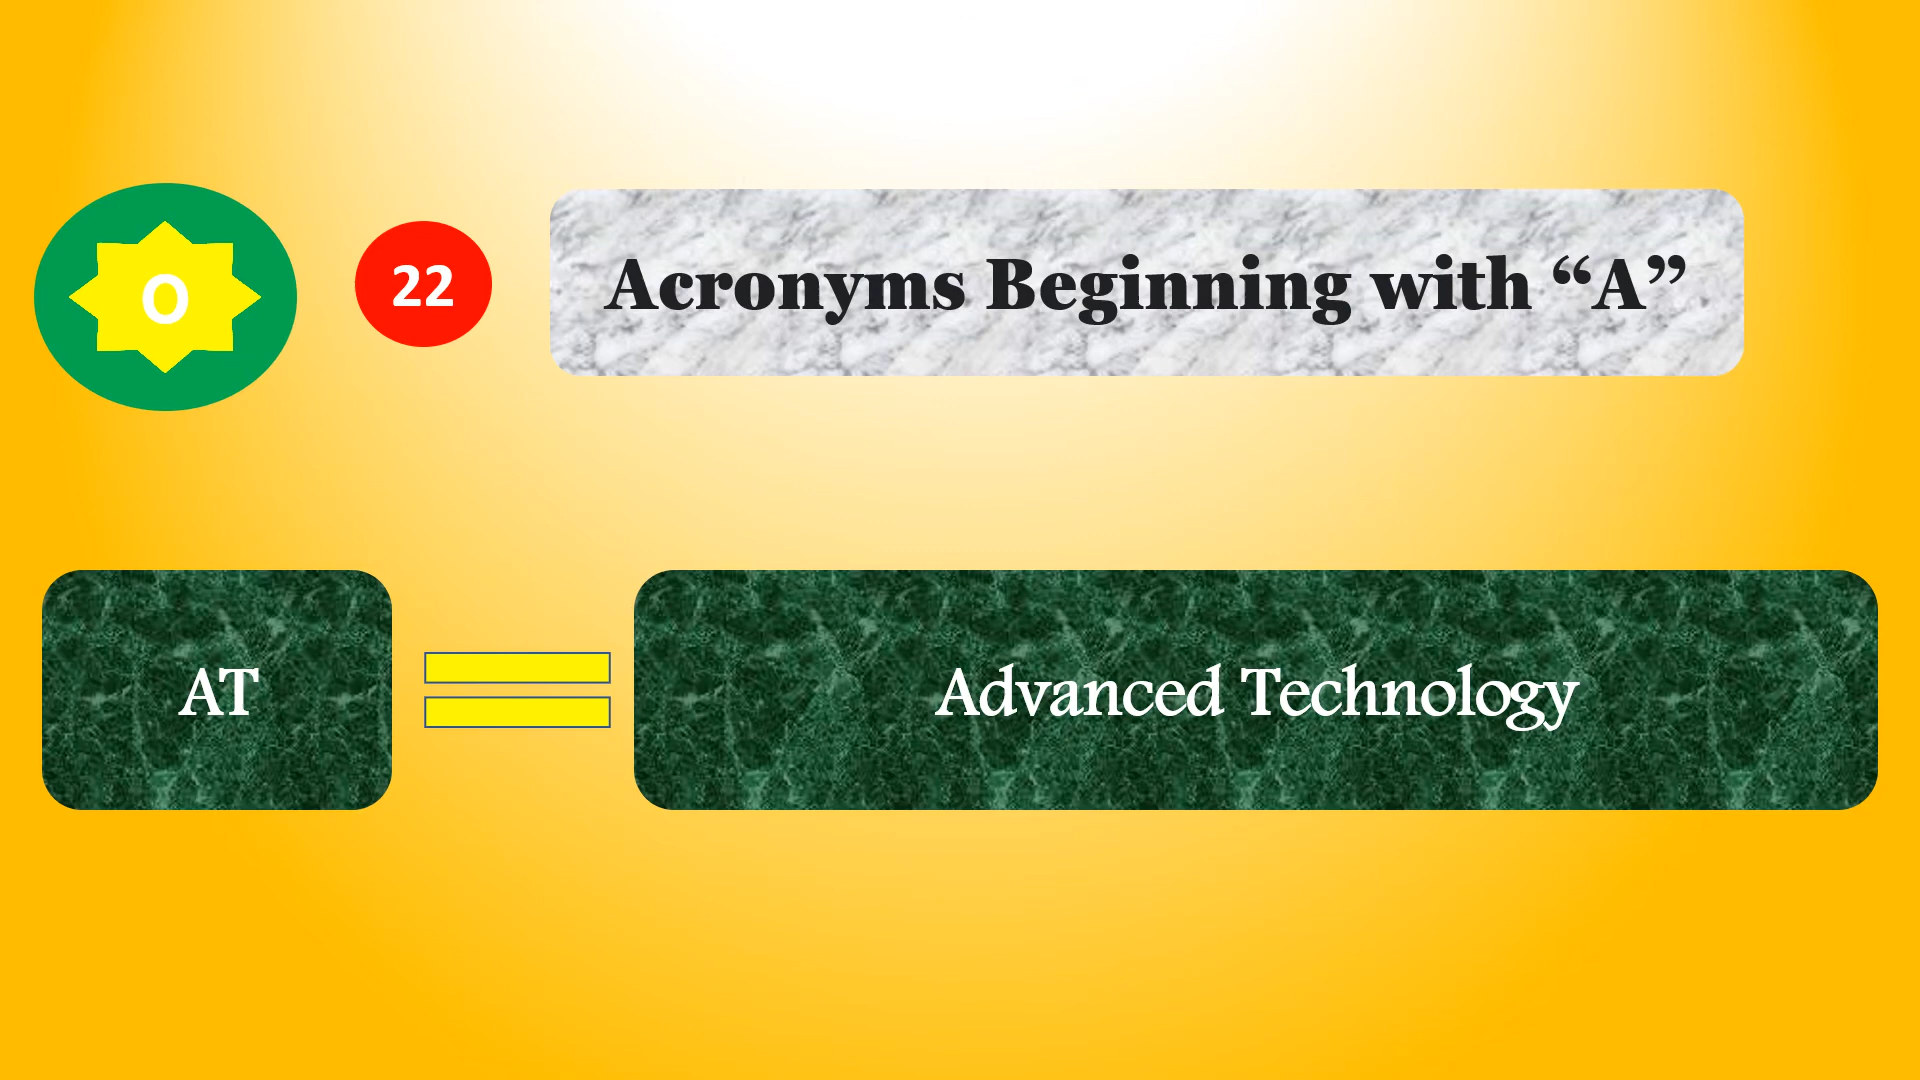 O
22
Acronyms Beginning with “A”
AT
Advanced Technology